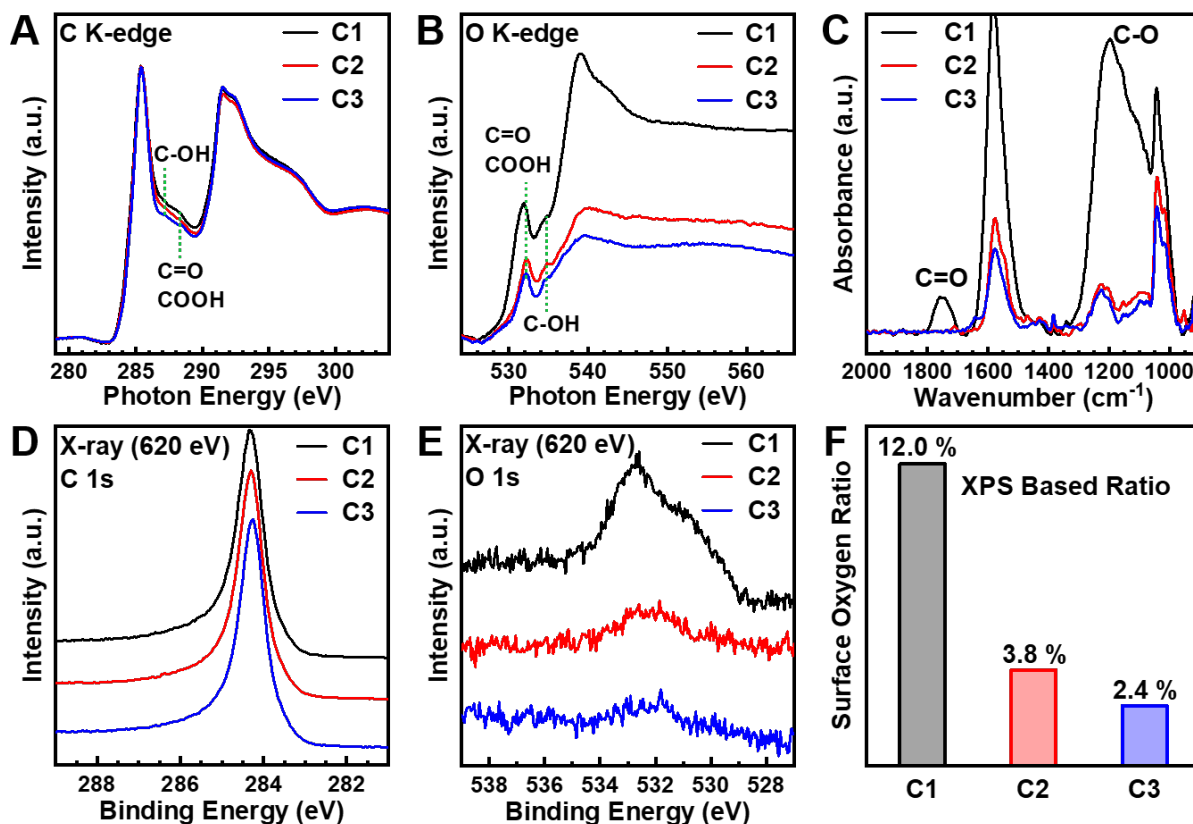 A
C K-edge
C1
C2
C3
C-OH
C=O
COOH
Intensity (a.u.)
280 285 290 295 300
Photon Energy (eV)
B
O K-edge
C1
C2
C3
C=O
COOH
C-OH
Intensity (a.u.)
530 540 550 560
Photon Energy (eV)
C
C1
C2
C3
C-O
C=O
Absorbance (a.u.)
2000 1800 1600 1400 1200 1000
Wavenumber (cm-1)
D
X-ray (620 eV)
C 1s
C1
C2
C3
Intensity (a.u.)
288 286 284 282
Binding Energy (eV)
E
X-ray (620 eV)
O 1s
C1
C2
C3
Intensity (a.u.)
538 536 534 532 530 528
Binding Energy (eV)
F
12.0 %
XPS Based Ratio
3.8 %
2.4 %
Surface Oxygen Ratio
C1 C2 C3